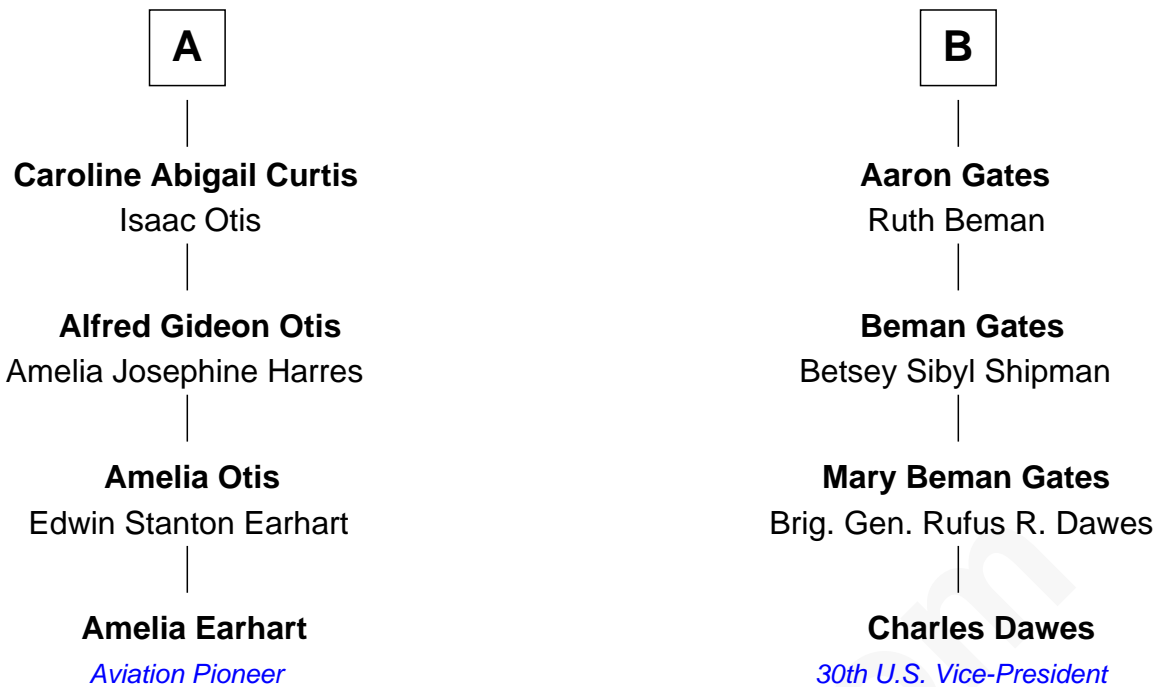 A
Caroline Abigail Curtis
Isaac Otis
Alfred Gideon Otis
Amelia Josephine Harres
Amelia Otis
Edwin Stanton Earhart
Amelia Earhart
Aviation Pioneer
B
Aaron Gates
Ruth Beman
Beman Gates
Betsey Sibyl Shipman
Mary Beman Gates
Brig. Gen. Rufus R. Dawes
Charles Dawes
30th U.S. Vice-President
om